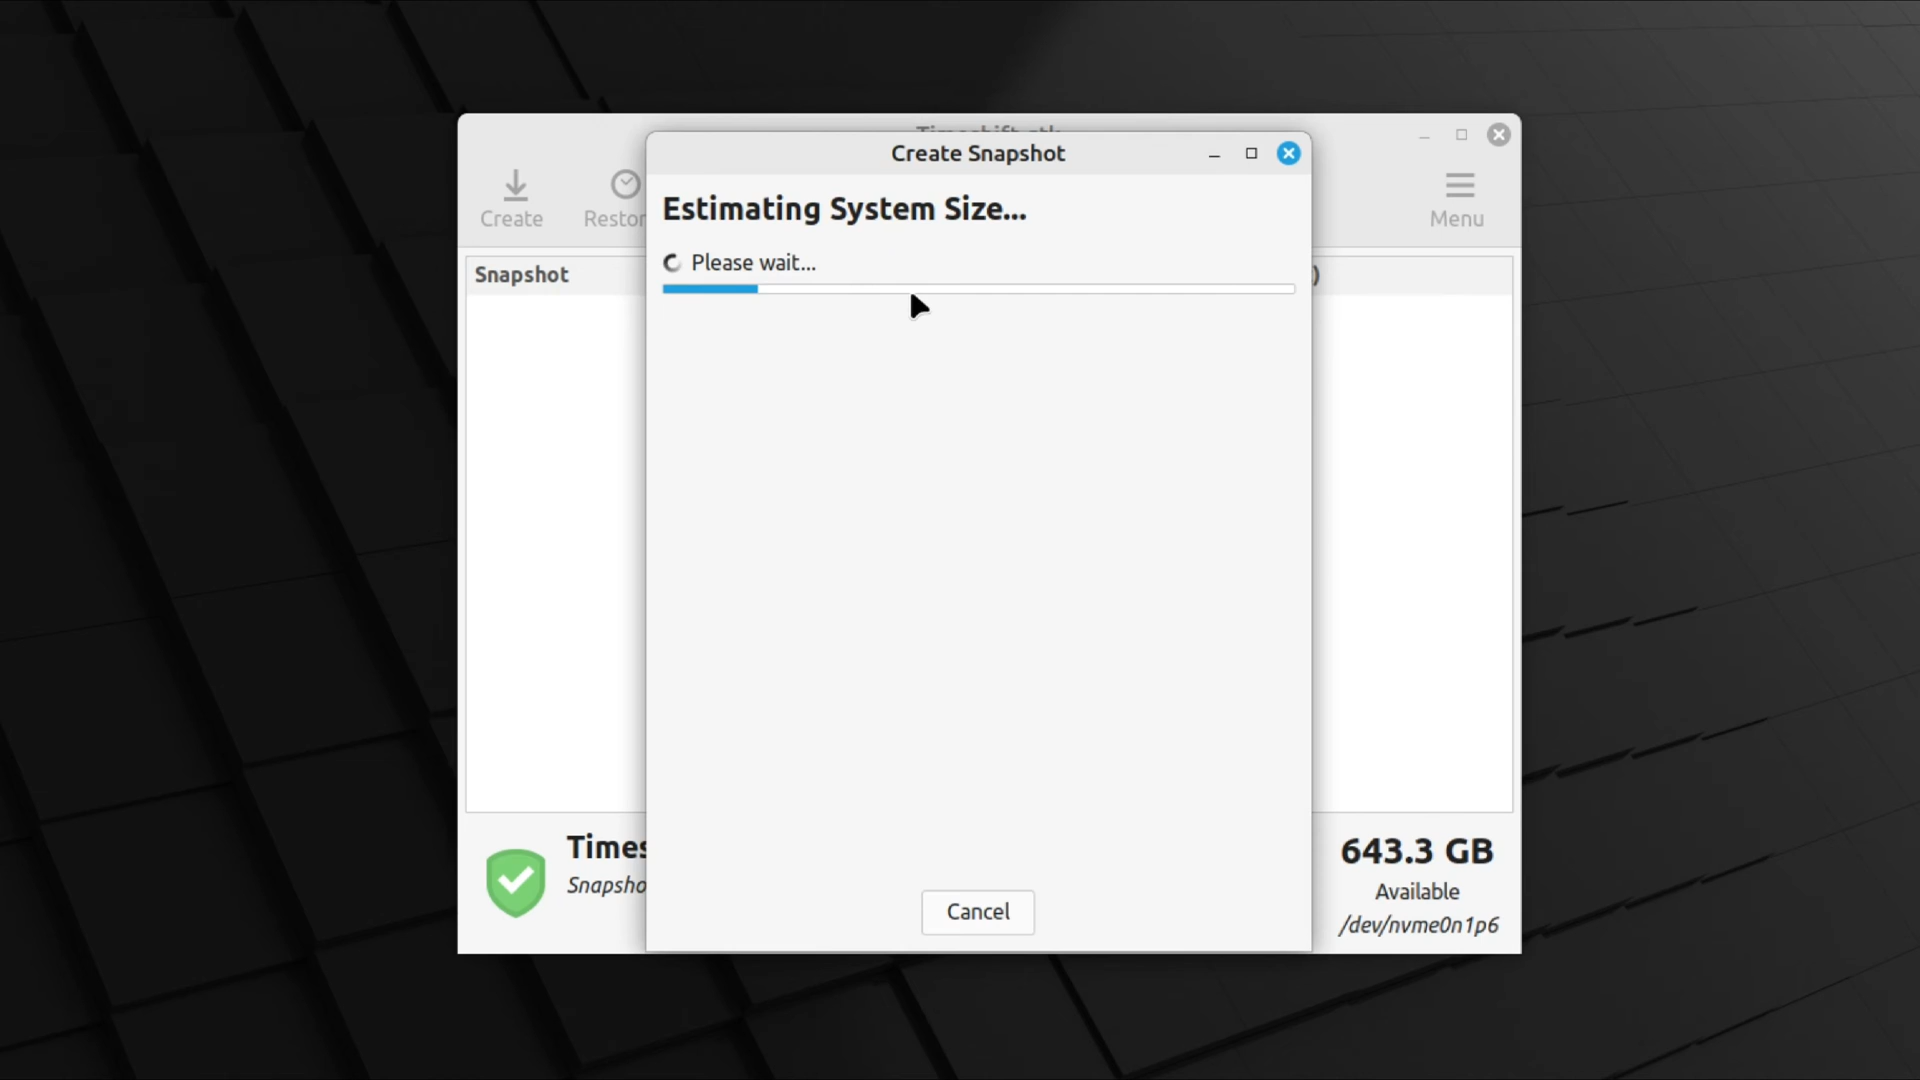 Create Snapshot
Estimating System Size...
Please wait...
Create
Menu
Snapshot
)
643.3 GB
Available
/dev/nvme0n1p6
Cancel